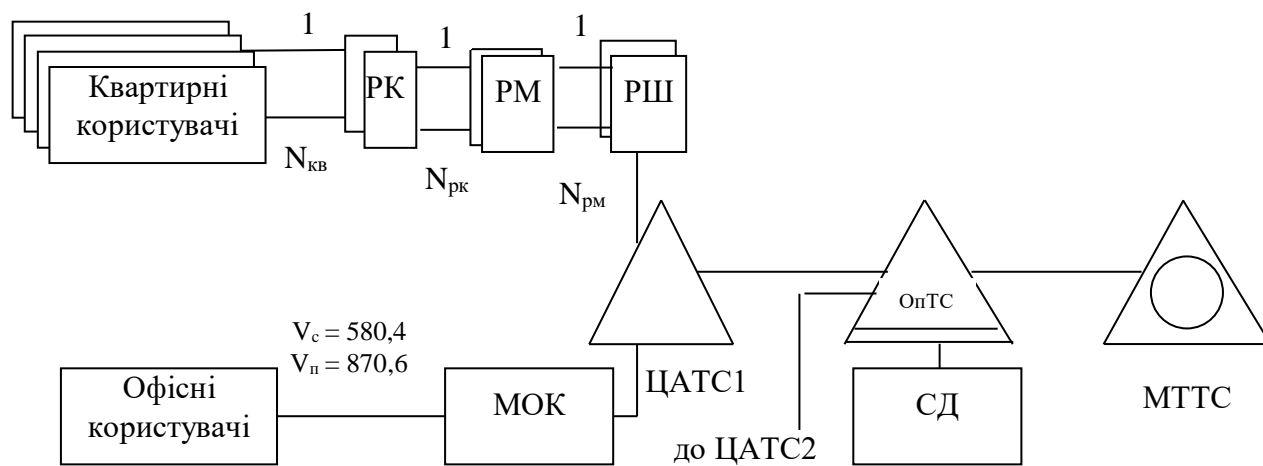 1
1
1
Квартирні
користувачі
РК
РМ
РШ
Nкв
Nрк
Nрм
ОпТС
Vс = 580,4
Vп = 870,6
ЦАТС1
МТТС
Офісні
користувачі
МОК
СД
до ЦАТС2